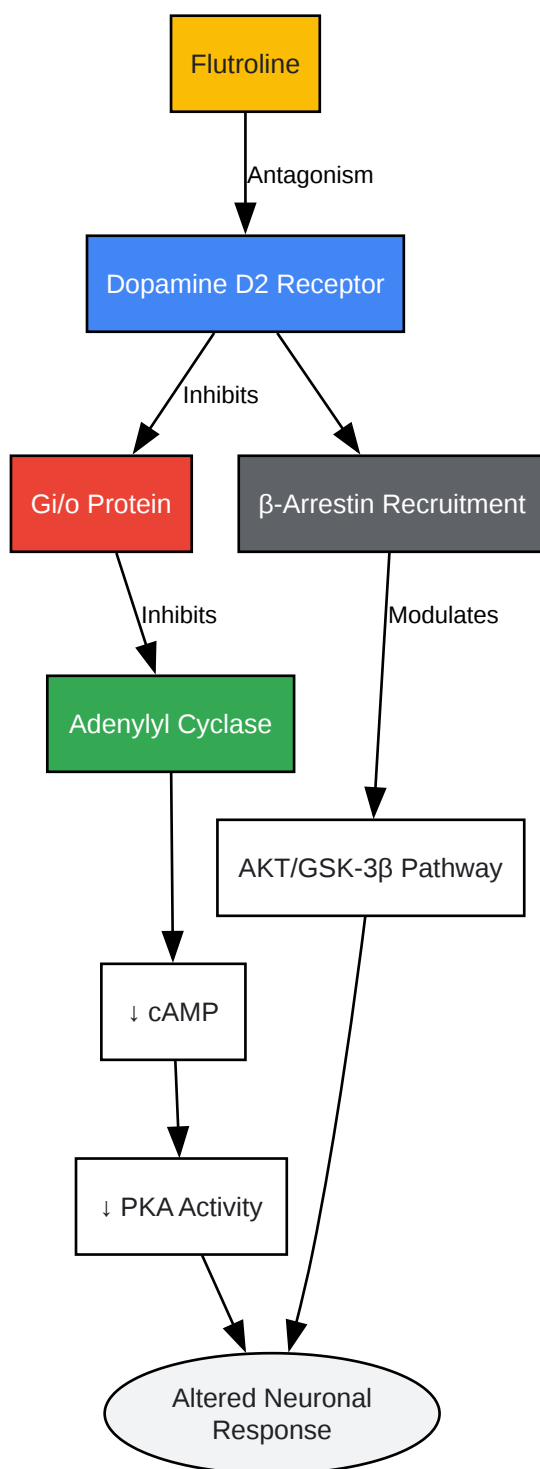 Flutroline
Antagonism
Dopamine D2 Receptor
Inhibits
Gi/o Protein
β-Arrestin Recruitment
Inhibits
Modulates
Adenylyl Cyclase
AKT/GSK-3β Pathway
↓ cAMP
↓ PKA Activity
Altered Neuronal
Response